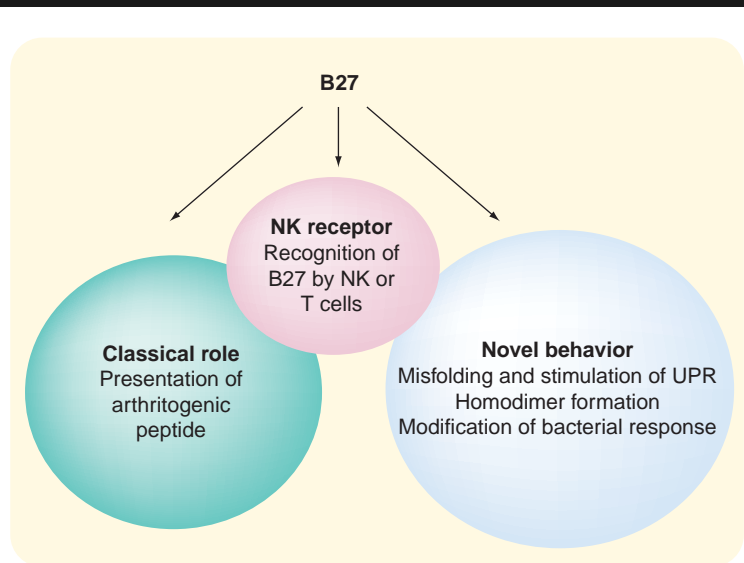 B27
NK receptor
Recognition of
B27 by NK or
T cells
Classical role
Presentation of
arthritogenic
peptide
Novel behavior
Misfolding and stimulation of UPR
Homodimer formation
Modification of bacterial response